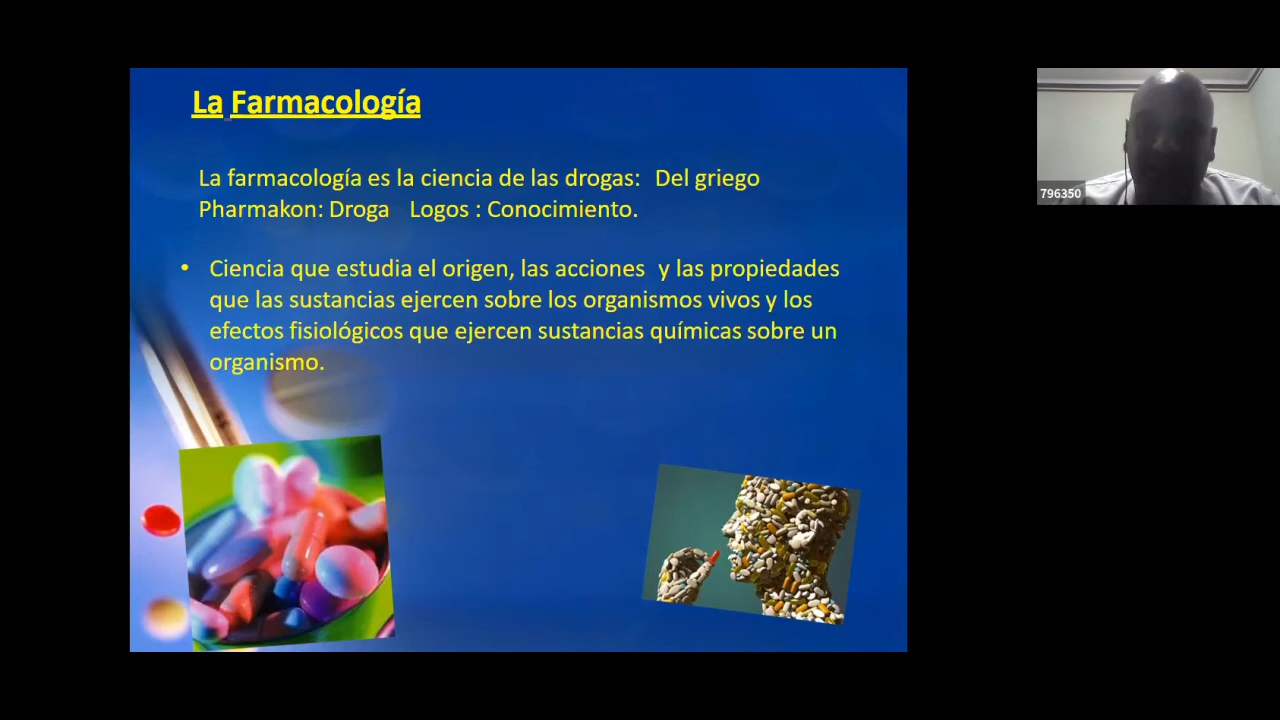 La Farmacología
La farmacología es la ciencia de las drogas: Del griego
Pharmakon: Droga Logos : Conocimiento.
• Ciencia que estudia el origen, las acciones y las propiedades
que las sustancias ejercen sobre los organismos vivos y los
efectos fisiológicos que ejercen sustancias químicas sobre un
organismo.
796350